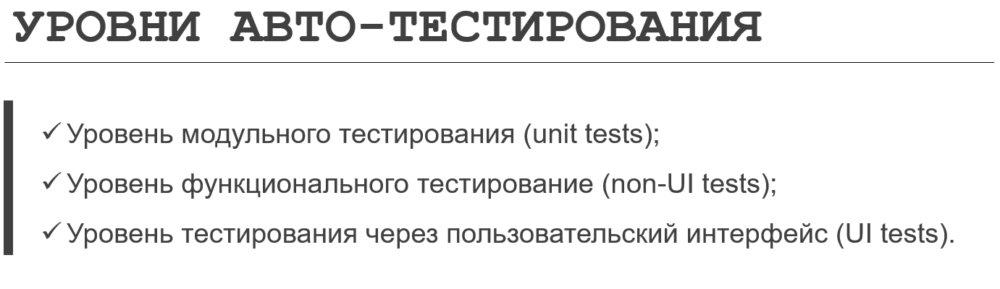 УРОВНИ АВТО-ТЕСТИРОВАНИЯ
✓ Уровень модульного тестирования (unit tests);
✓ Уровень функционального тестирование (non-UI tests);
✓ Уровень тестирования через пользовательский интерфейс (UI tests).